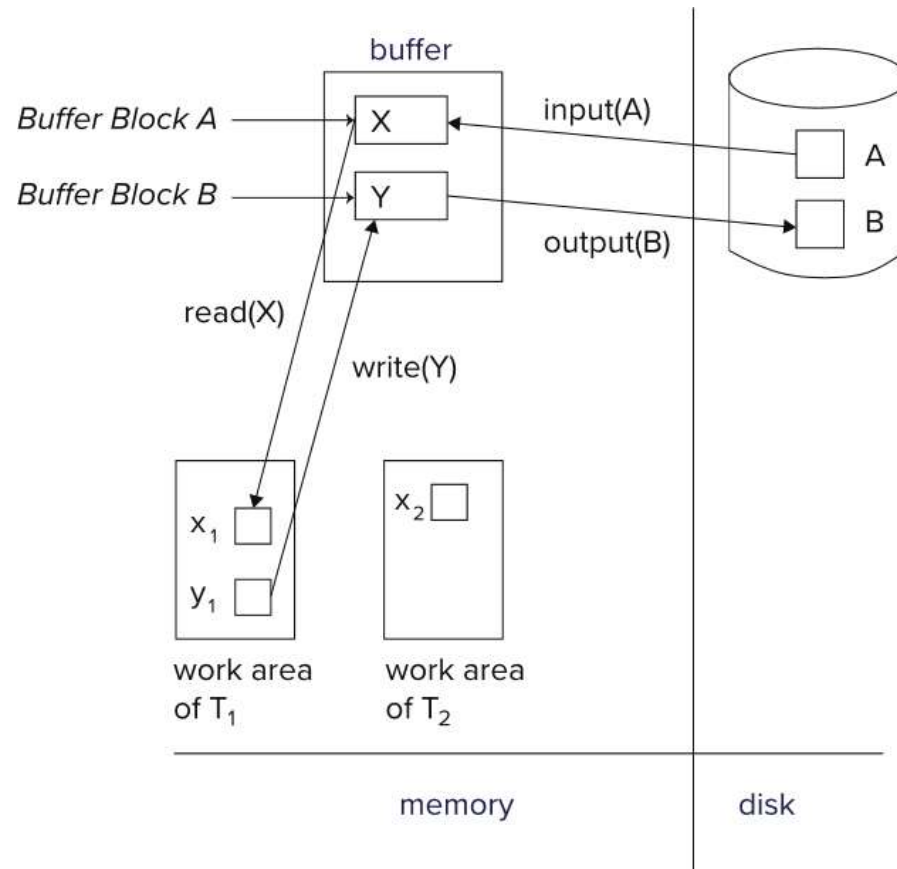 buffer
Buffer Block A
X
input(A)
A
Buffer Block B
Y
B
output(B)
read(X)
write(Y)
x₁
x₂
y₁
work area
of T₁
work area
of T₂
memory
disk